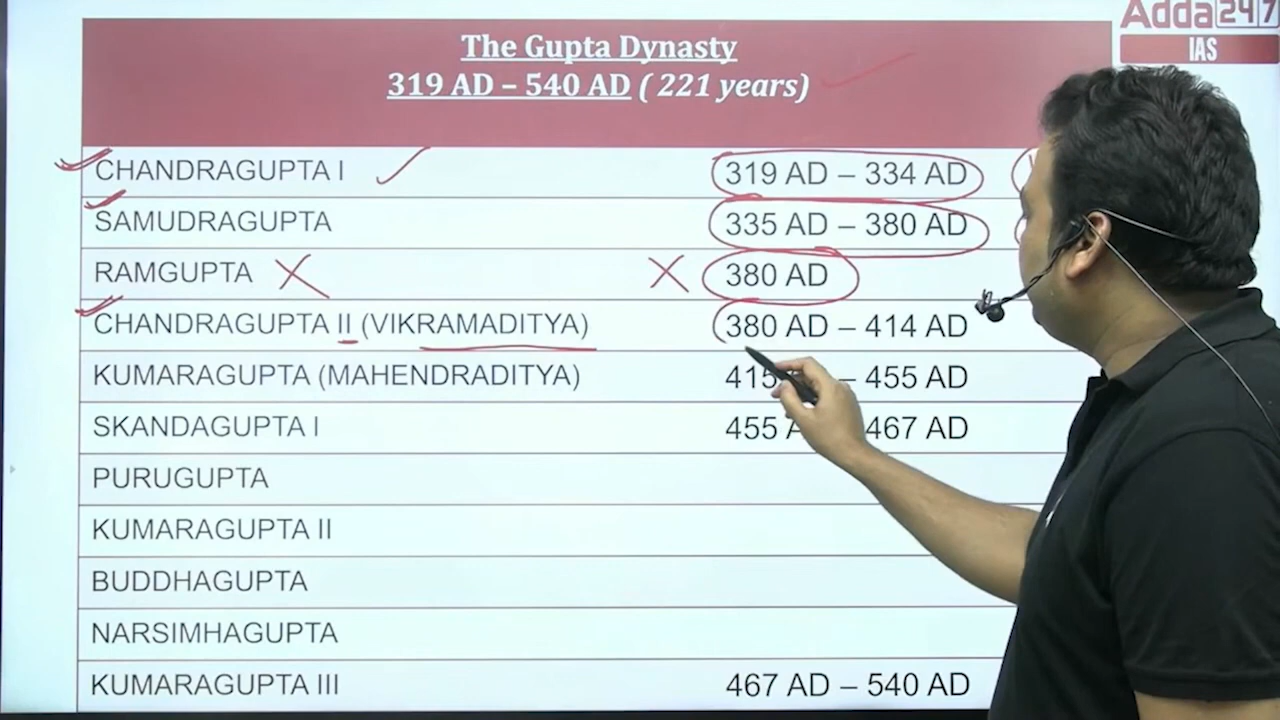 Adda247
IAS
The Gupta Dynasty
319 AD – 540 AD ( 221 years)
CHANDRAGUPTA I 319 AD – 334 AD
SAMUDRAGUPTA 335 AD – 380 AD
RAMGUPTA 380 AD
CHANDRAGUPTA II (VIKRAMADITYA) 380 AD – 414 AD
KUMARAGUPTA (MAHENDRADITYA) 415 – 455 AD
SKANDAGUPTA I 455 467 AD
PURUGUPTA
KUMARAGUPTA II
BUDDHAGUPTA
NARSIMHAGUPTA
KUMARAGUPTA III 467 AD – 540 AD